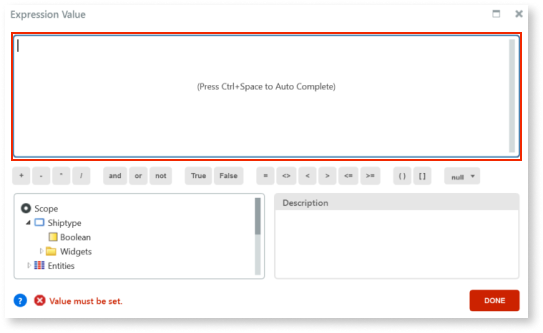 Expression Value
(Press Ctrl+Space to Auto Complete)
+ - * / and or not True False = <> < > <= >= ( ) [ ] null
Scope
Shiptype
Boolean
Widgets
Entities
Description
? Value must be set.
DONE